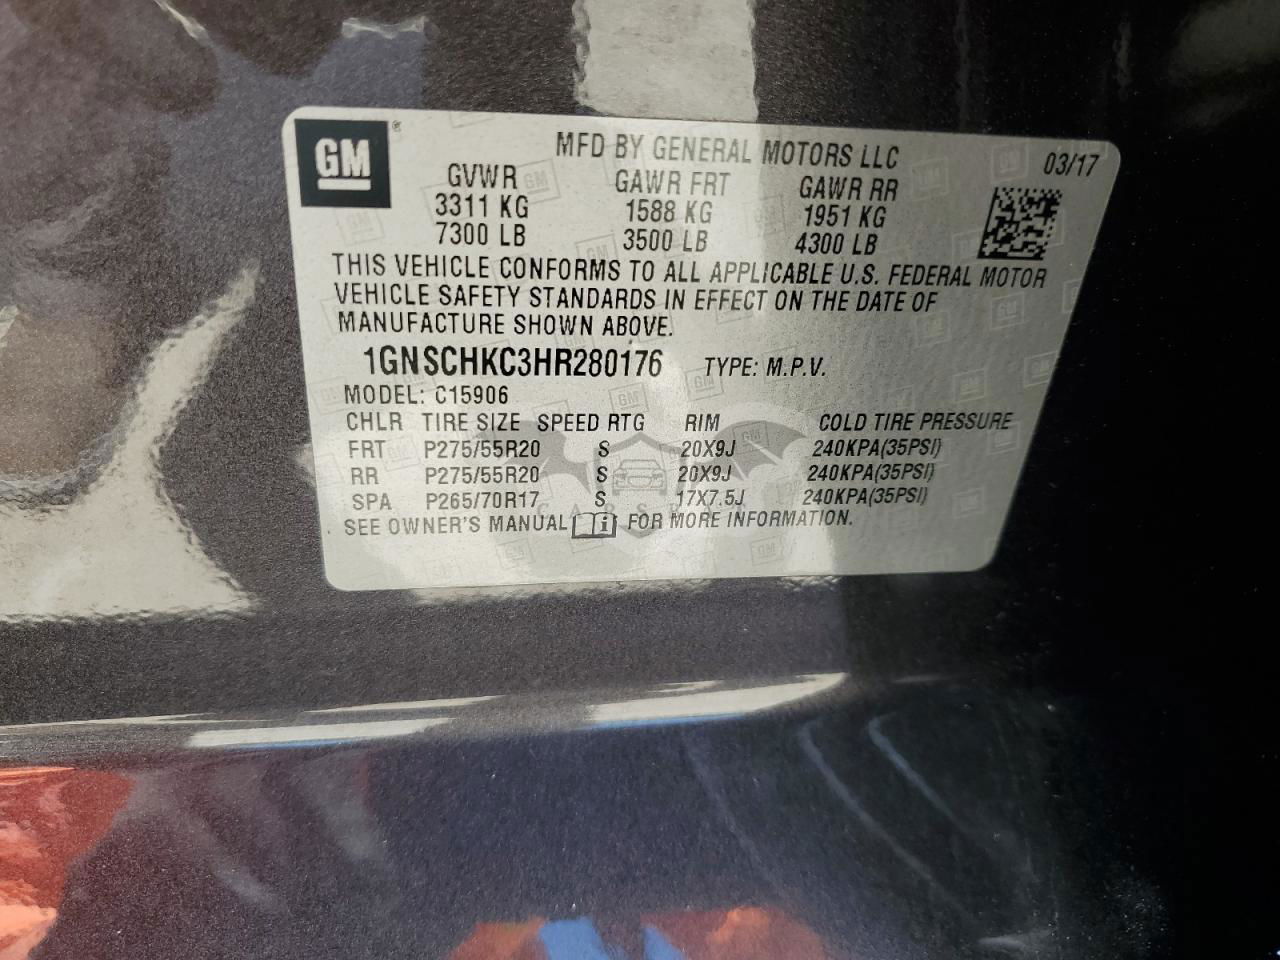 GM
®
MFD BY GENERAL MOTORS LLC
03/17
GVWR GAWR FRT GAWR RR
3311 KG 1588 KG 1951 KG
7300 LB 3500 LB 4300 LB
THIS VEHICLE CONFORMS TO ALL APPLICABLE U.S. FEDERAL MOTOR
VEHICLE SAFETY STANDARDS IN EFFECT ON THE DATE OF
MANUFACTURE SHOWN ABOVE.
1GNSCHKC3HR280176 TYPE: M.P.V.
MODEL: C15906
CHLR TIRE SIZE SPEED RTG RIM COLD TIRE PRESSURE
FRT P275/55R20 S 20X9J 240KPA(35PSI)
RR P275/55R20 S 20X9J 240KPA(35PSI)
SPA P265/70R17 S 17X7.5J 240KPA(35PSI)
SEE OWNER'S MANUAL i FOR MORE INFORMATION.